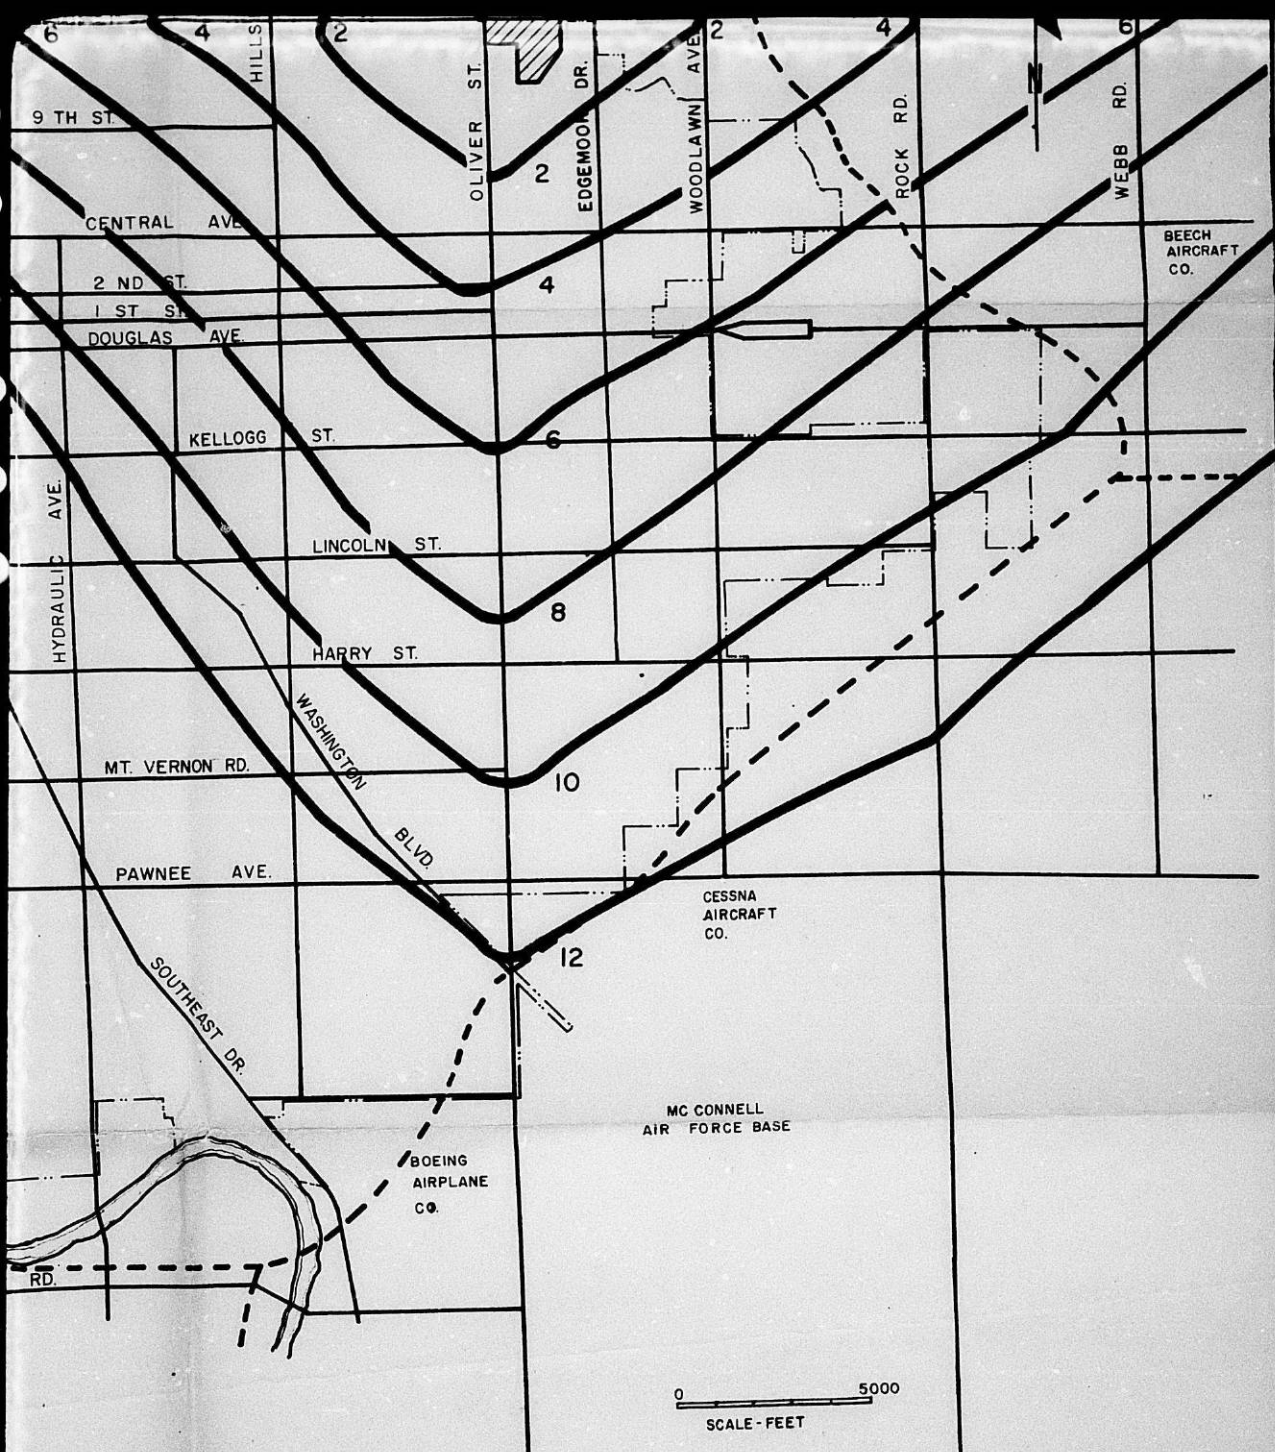 6
4
2
2
4
6
HILLS
OLIVER ST.
EDGEMOOR DR.
WOODLAWN AVE.
ROCK RD.
WEBB RD.
N
9 TH ST.
2
CENTRAL AVE.
BEECH
AIRCRAFT
CO.
2 ND ST.
4
1 ST ST.
DOUGLAS AVE.
KELLOGG ST.
6
HYDRAULIC AVE.
LINCOLN ST.
8
HARRY ST.
WASHINGTON BLVD.
MT. VERNON RD.
10
PAWNEE AVE.
CESSNA
AIRCRAFT
CO.
12
SOUTHEAST DR.
MC CONNELL
AIR FORCE BASE
BOEING
AIRPLANE
CO.
RD.
0 5000
SCALE-FEET